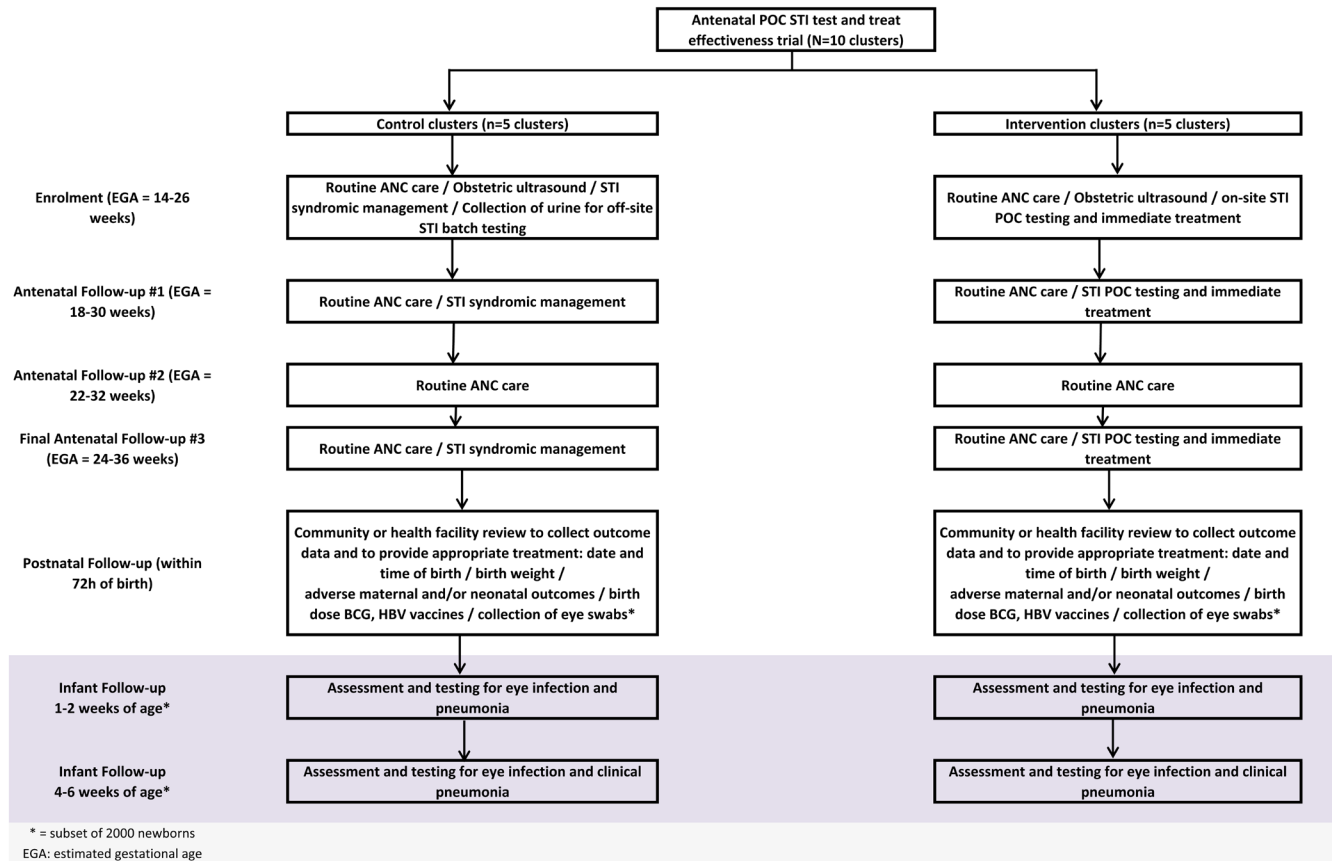 Antenatal POC STI test and treat
effectiveness trial (N=10 clusters)
Control clusters (n=5 clusters)
Intervention clusters (n=5 clusters)
Enrolment (EGA = 14-26
weeks)
Routine ANC care / Obstetric ultrasound / STI
syndromic management / Collection of urine for off-site
STI batch testing
Routine ANC care / Obstetric ultrasound / on-site STI
POC testing and immediate treatment
Antenatal Follow-up #1 (EGA =
18-30 weeks)
Routine ANC care / STI syndromic management
Routine ANC care / STI POC testing and immediate
treatment
Antenatal Follow-up #2 (EGA =
22-32 weeks)
Routine ANC care
Routine ANC care
Final Antenatal Follow-up #3
(EGA = 24-36 weeks)
Routine ANC care / STI syndromic management
Routine ANC care / STI POC testing and immediate
treatment
Postnatal Follow-up (within
72h of birth)
Community or health facility review to collect outcome
data and to provide appropriate treatment: date and
time of birth / birth weight /
adverse maternal and/or neonatal outcomes / birth
dose BCG, HBV vaccines / collection of eye swabs*
Community or health facility review to collect outcome
data and to provide appropriate treatment: date and
time of birth / birth weight /
adverse maternal and/or neonatal outcomes / birth
dose BCG, HBV vaccines / collection of eye swabs*
Infant Follow-up
1-2 weeks of age*
Assessment and testing for eye infection and
pneumonia
Assessment and testing for eye infection and
pneumonia
Infant Follow-up
4-6 weeks of age*
Assessment and testing for eye infection and clinical
pneumonia
Assessment and testing for eye infection and clinical
pneumonia
* = subset of 2000 newborns
EGA: estimated gestational age